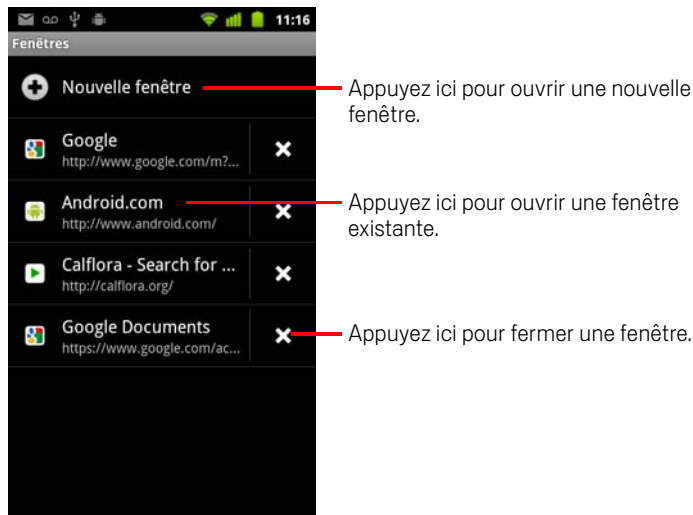 11:16
Fenêtres
Nouvelle fenêtre
Appuyez ici pour ouvrir une nouvelle
fenêtre.
Google
http://www.google.com/m?...
Android.com
http://www.android.com/
Appuyez ici pour ouvrir une fenêtre
existante.
Calflora - Search for ...
http://calflora.org/
Google Documents
https://www.google.com/ac...
Appuyez ici pour fermer une fenêtre.